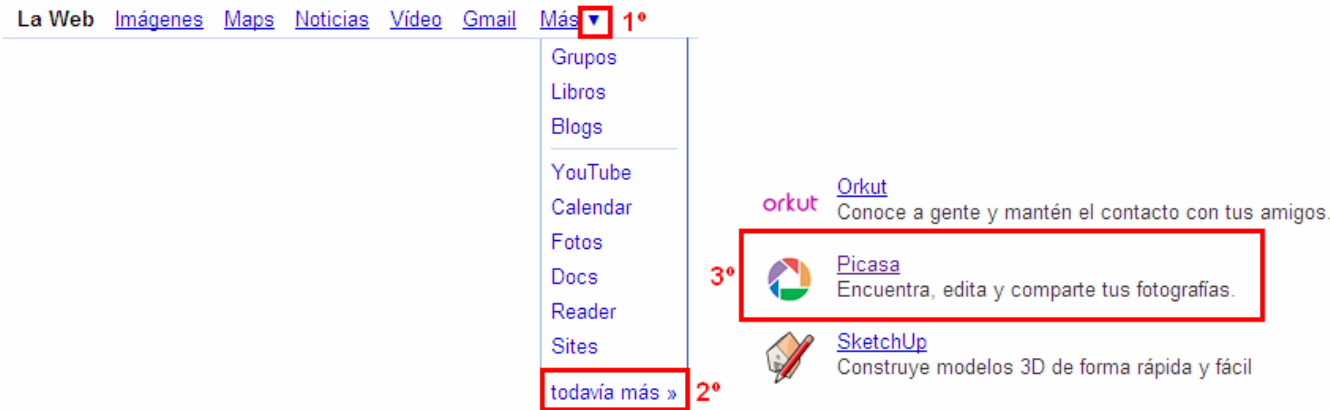 La Web Imágenes Maps Noticias Vídeo Gmail Más ▼ 1º
Grupos
Libros
Blogs
YouTube
Calendar
Fotos
Docs
Reader
Sites
todavía más » 2º
orkut Orkut
Conoce a gente y mantén el contacto con tus amigos.
3º Picasa
Encuentra, edita y comparte tus fotografías.
SketchUp
Construye modelos 3D de forma rápida y fácil